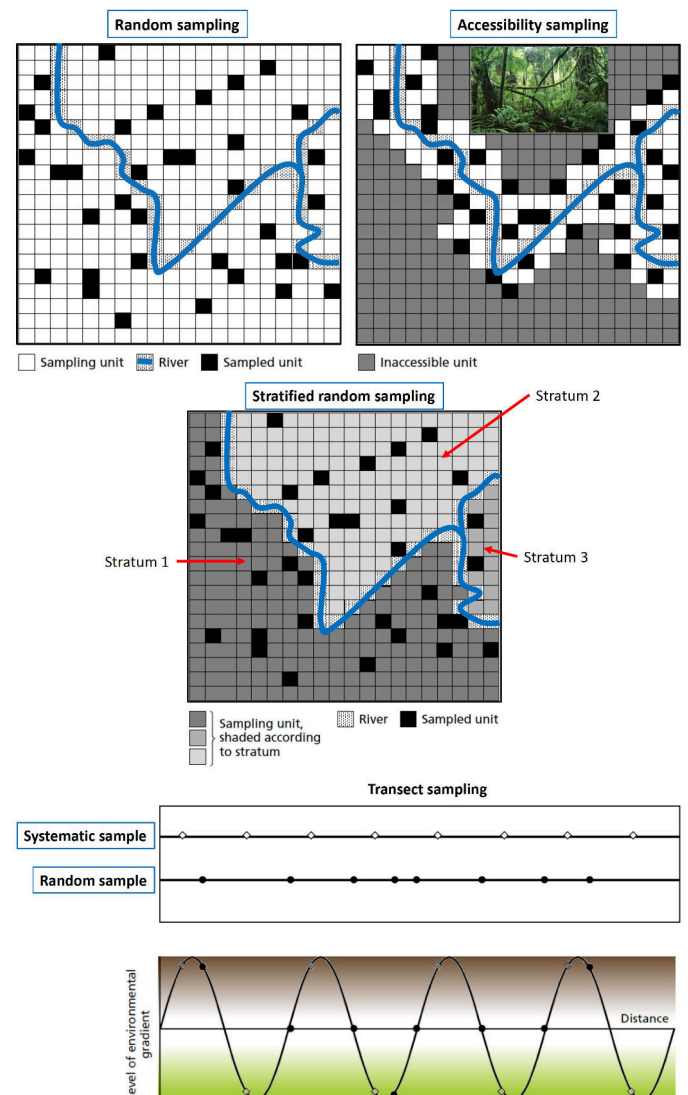 Random sampling
Accessibility sampling
Sampling unit
River
Sampled unit
Inaccessible unit
Stratified random sampling
Stratum 2
Stratum 1
Stratum 3
Sampling unit,
shaded according
to stratum
River
Sampled unit
Transect sampling
Systematic sample
Random sample
evel of environmental
gradient
Distance